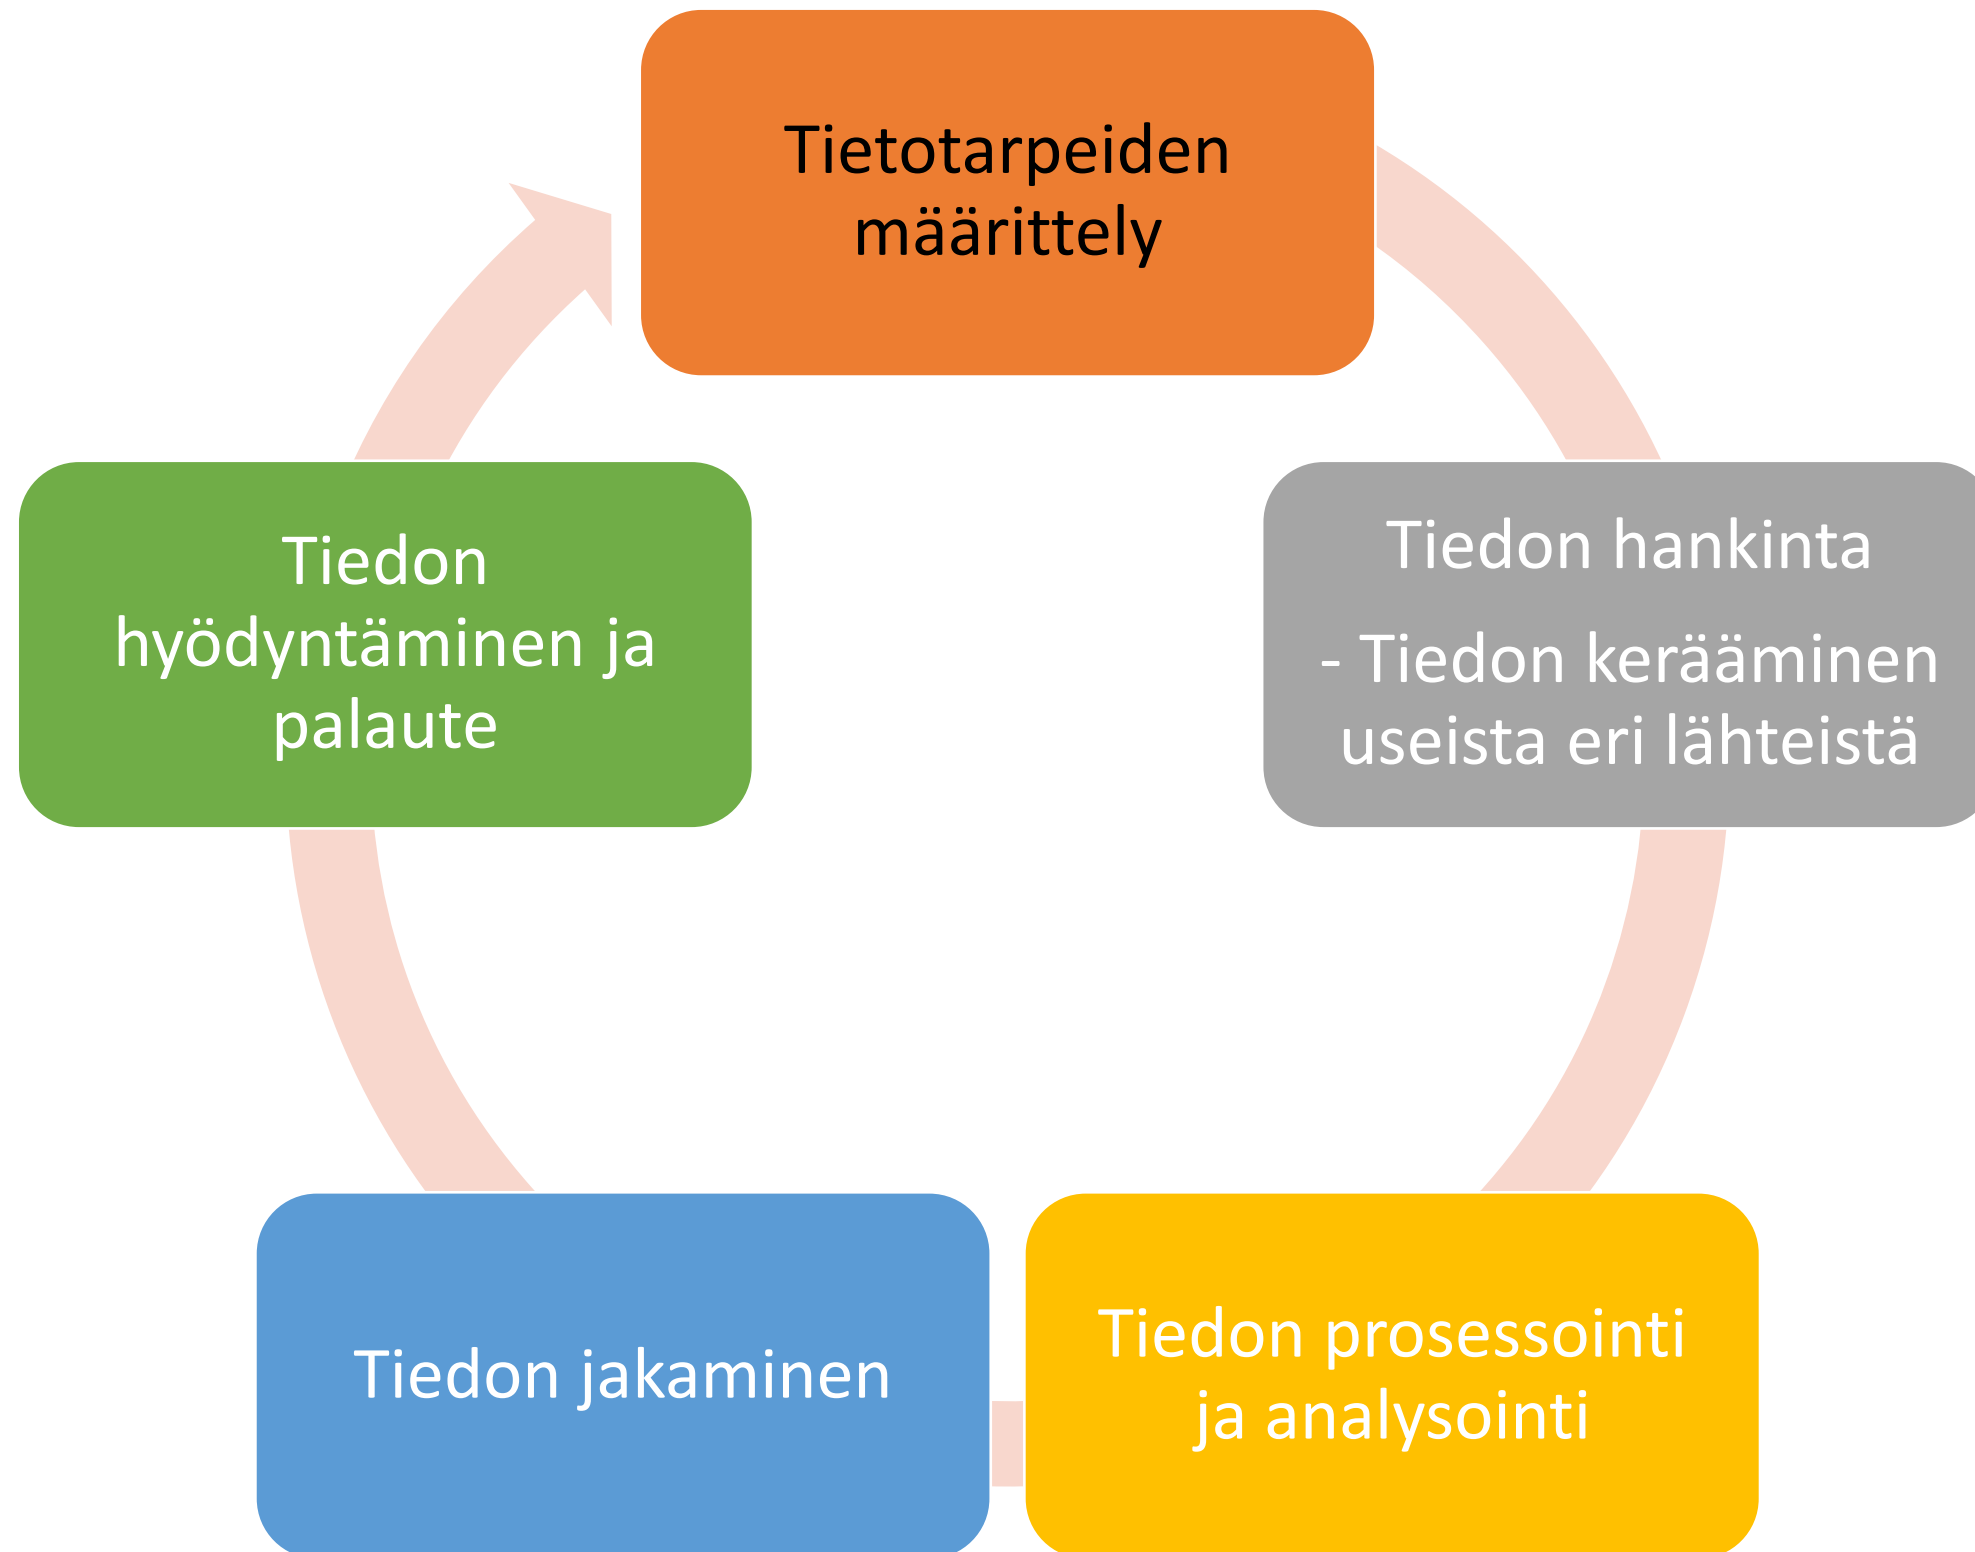 Tietotarpeiden
määrittely
Tiedon hankinta
- Tiedon kerääminen
useista eri lähteistä
Tiedon prosessointi
ja analysointi
Tiedon jakaminen
Tiedon
hyödyntäminen ja
palaute